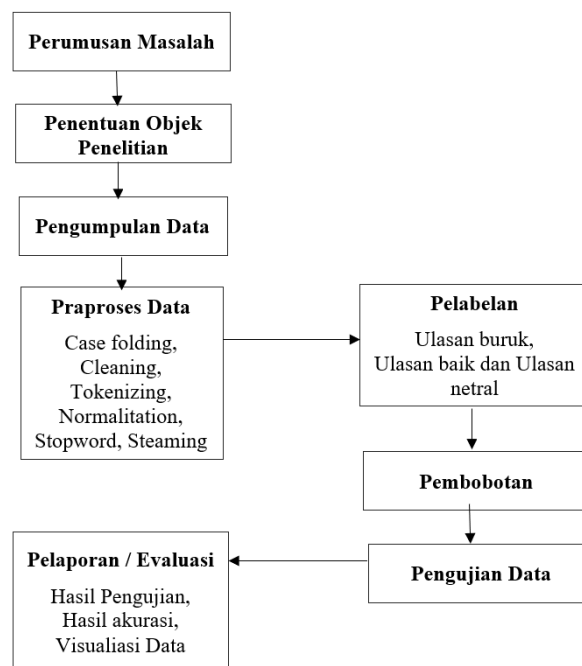 Perumusan Masalah
Penentuan Objek
Penelitian
Pengumpulan Data
Praproses Data
Case folding,
Cleaning,
Tokenizing,
Normalitation,
Stopword, Steaming
Pelabelan
Ulasan buruk,
Ulasan baik dan Ulasan
netral
Pembobotan
Pengujian Data
Pelaporan / Evaluasi
Hasil Pengujian,
Hasil akurasi,
Visualiasi Data